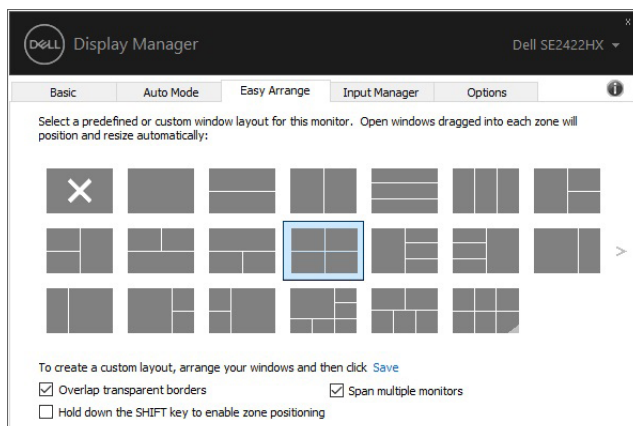 x
DELL Display Manager Dell SE2422HX
Basic Auto Mode Easy Arrange Input Manager Options i
Select a predefined or custom window layout for this monitor. Open windows dragged into each zone will
position and resize automatically:
>
To create a custom layout, arrange your windows and then click Save
Overlap transparent borders Span multiple monitors
Hold down the SHIFT key to enable zone positioning